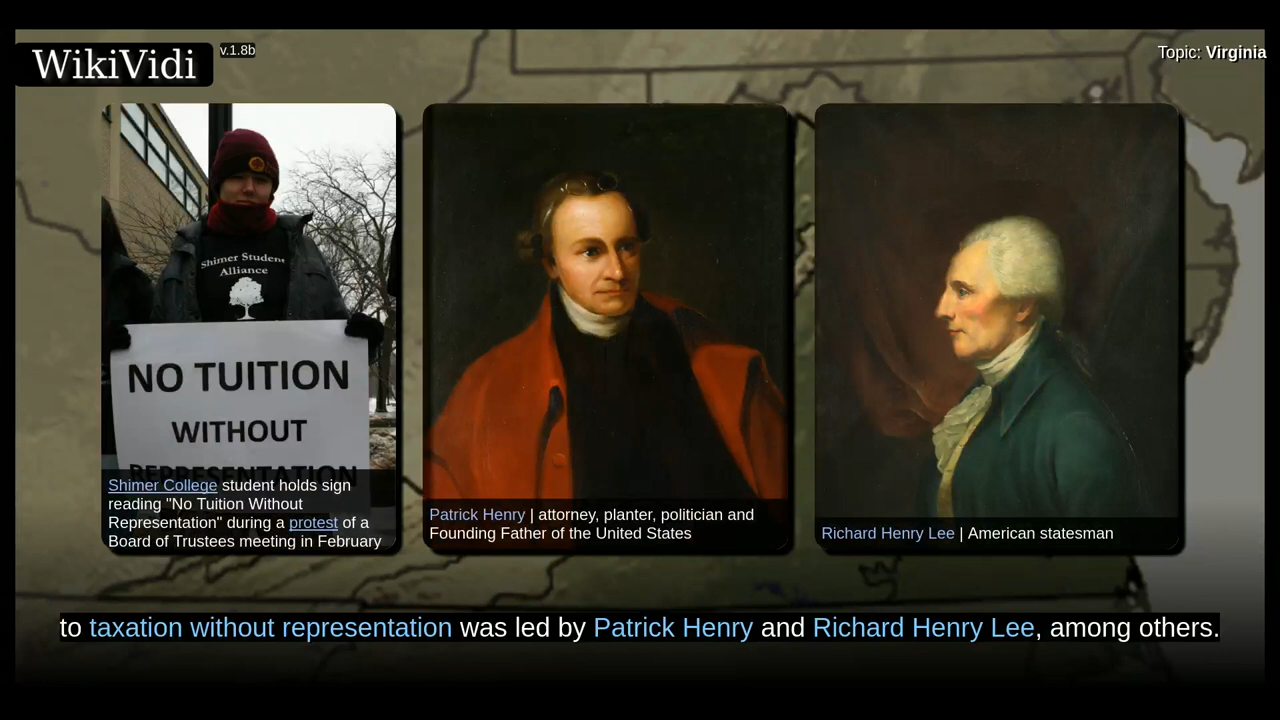 WikiVidi
v.1.8b
Topic: Virginia
Shimer Student
Alliance
NO TUITION
WITHOUT
REPRESENTATION
Shimer College student holds sign
reading "No Tuition Without
Representation" during a protest of a
Board of Trustees meeting in February
Patrick Henry | attorney, planter, politician and
Founding Father of the United States
Richard Henry Lee | American statesman
to taxation without representation was led by Patrick Henry and Richard Henry Lee, among others.